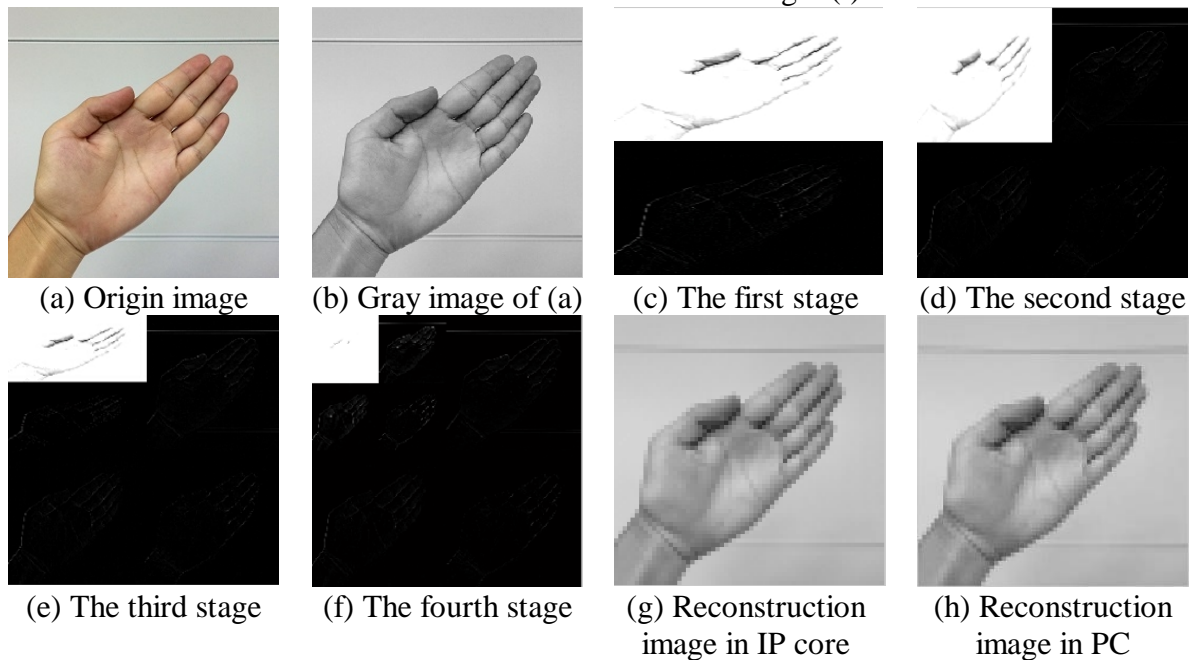 (a) Origin image (b) Gray image of (a) (c) The first stage (d) The second stage
(e) The third stage (f) The fourth stage (g) Reconstruction image in IP core (h) Reconstruction image in PC